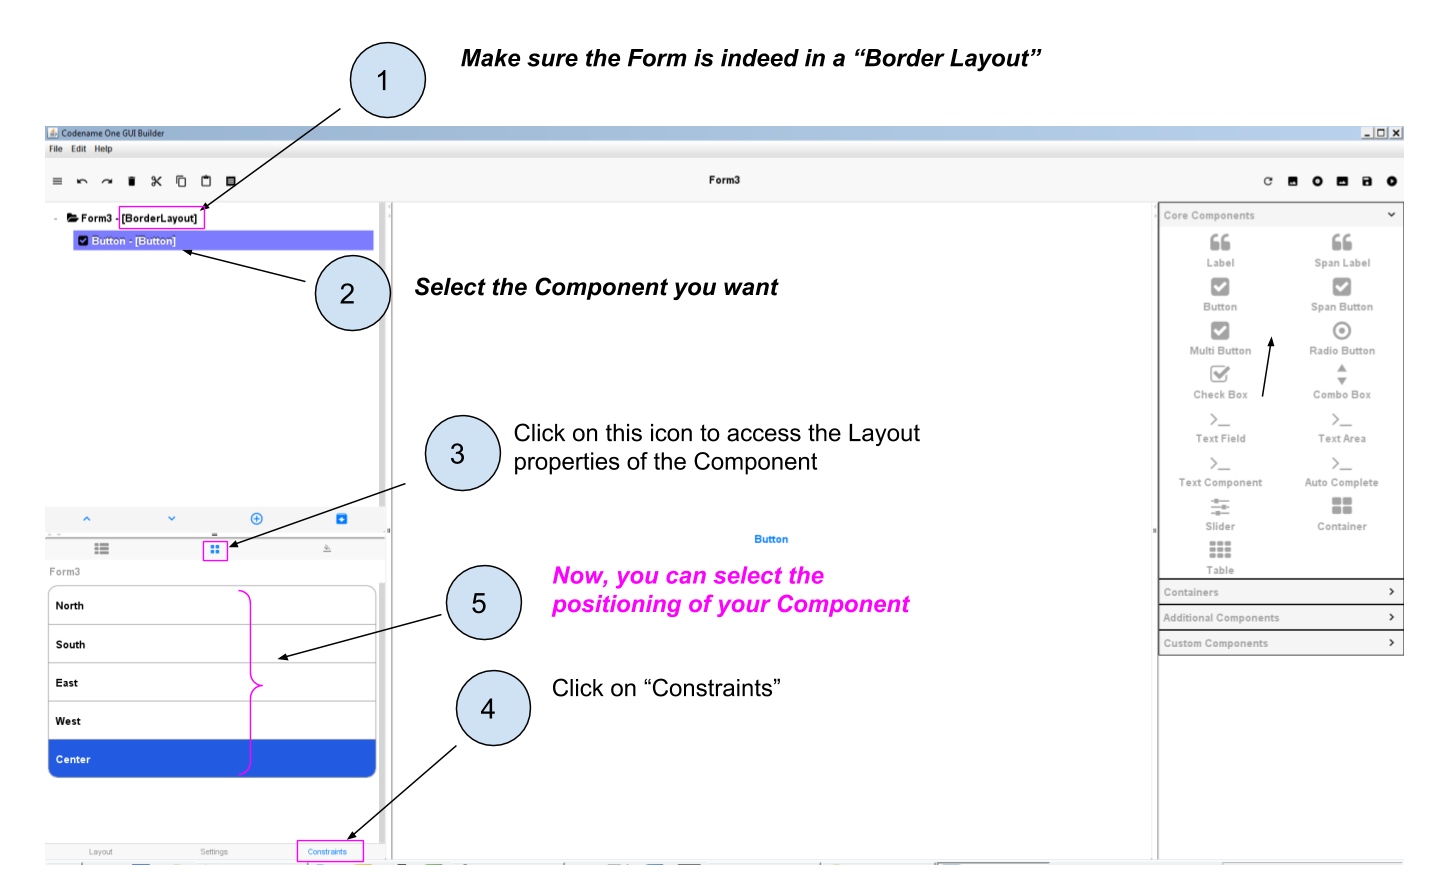 1
Make sure the Form is indeed in a “Border Layout”
Codename One GUI Builder
File Edit Help
Form3
Form3 - [BorderLayout]
Button - [Button]
2
Select the Component you want
3
Click on this icon to access the Layout
properties of the Component
Form3
North
South
East
West
Center
Button
5
Now, you can select the
positioning of your Component
4
Click on “Constraints”
Layout Settings Constraints
Core Components
Label Span Label
Button Span Button
Multi Button Radio Button
Check Box Combo Box
Text Field Text Area
Text Component Auto Complete
Slider Container
Table
Containers
Additional Components
Custom Components